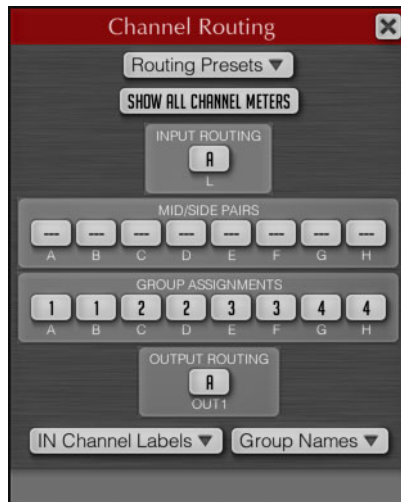 Channel Routing
Routing Presets
SHOW ALL CHANNEL METERS
INPUT ROUTING
A
L
MID/SIDE PAIRS
--- --- --- --- --- --- --- ---
A B C D E F G H
GROUP ASSIGNMENTS
1 1 2 2 3 3 4 4
A B C D E F G H
OUTPUT ROUTING
A
OUT1
IN Channel Labels Group Names